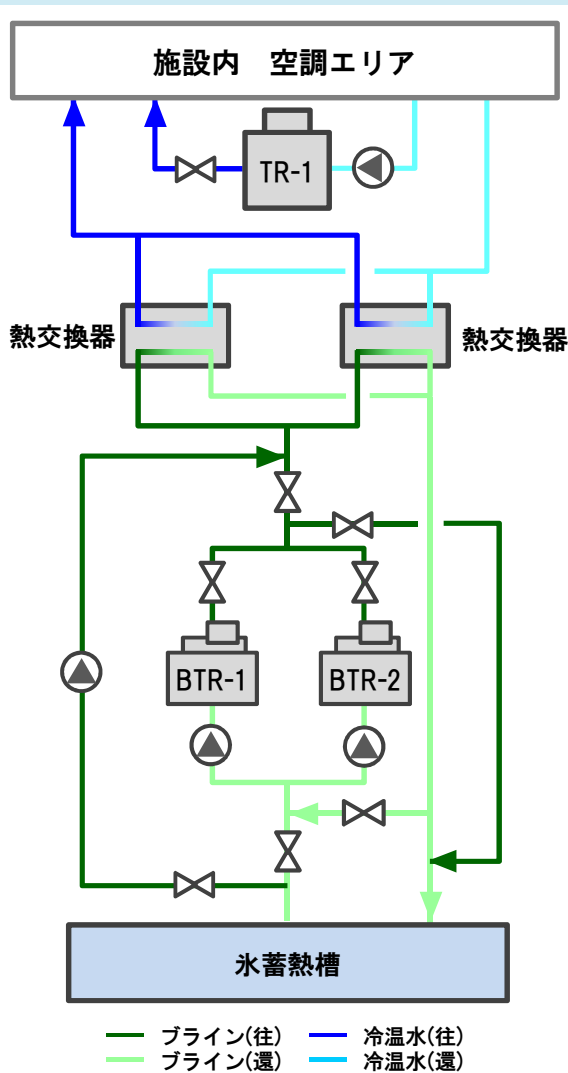 施設内　空調エリア
TR-1
熱交換器
熱交換器
BTR-1
BTR-2
氷蓄熱槽
ブライン(往)
冷温水(往)
ブライン(還)
冷温水(還)